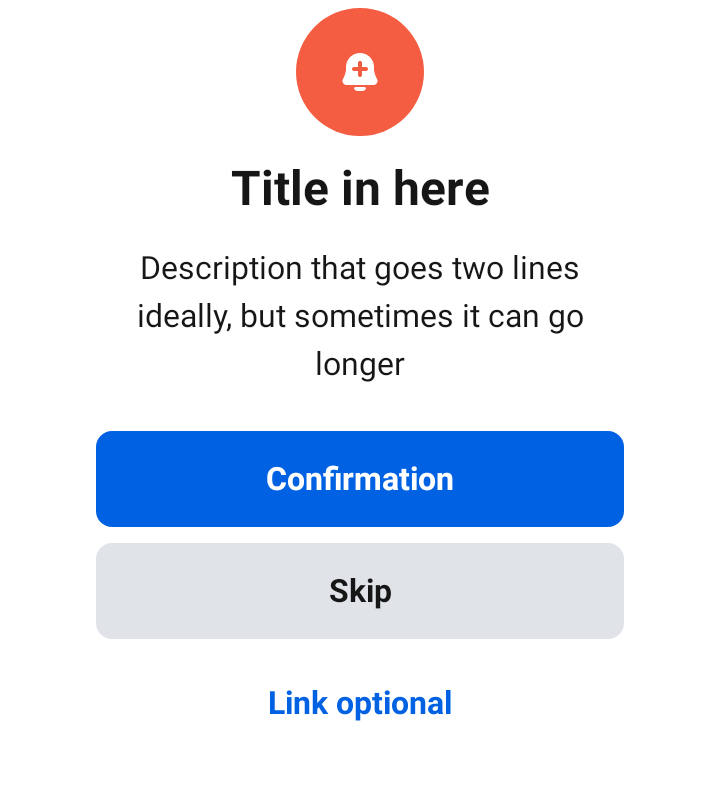 Title in here
Description that goes two lines
ideally, but sometimes it can go
longer
Confirmation
Skip
Link optional